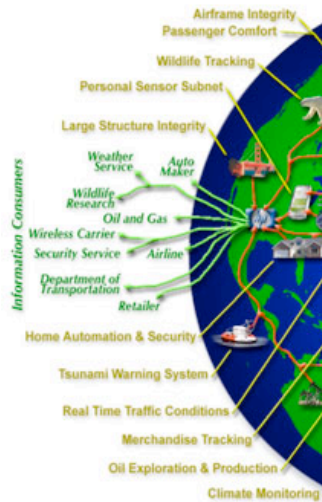 Airframe Integrity
Passenger Comfort
Wildlife Tracking
Personal Sensor Subnet
Large Structure Integrity
Information Consumers
Weather
Service
Auto
Maker
Wildlife
Research
Oil and Gas
Wireless Carrier
Security Service
Airline
Department of
Transportation
Retailer
Home Automation & Security
Tsunami Warning System
Real Time Traffic Conditions
Merchandise Tracking
Oil Exploration & Production
Climate Monitoring